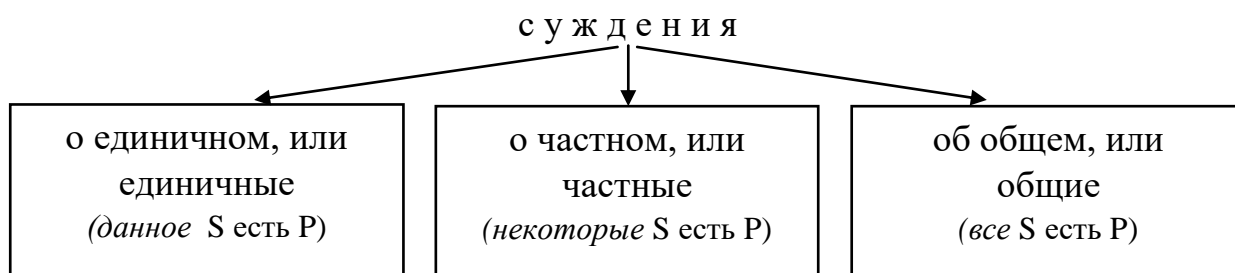 с у ж д е н и я
о единичном, или
единичные
(данное S есть P)
о частном, или
частные
(некоторые S есть P)
об общем, или
общие
(все S есть P)